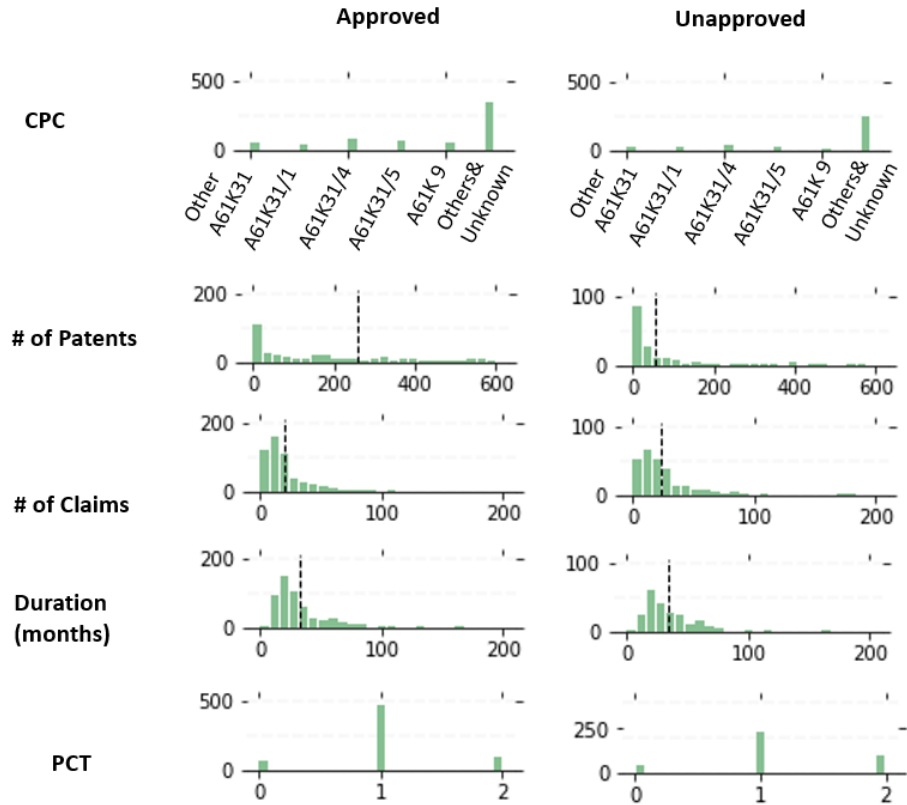 Approved Unapproved
CPC
500 500
0 0
Other A61K31 A61K31/1 A61K31/4 A61K31/5 A61K 9 Others& Unknown Other A61K31 A61K31/1 A61K31/4 A61K31/5 A61K 9 Others& Unknown
# of Patents
200 100
0 0
0 200 400 600 0 200 400 600
# of Claims
200 100
0 0
0 100 200 0 100 200
Duration
(months)
200 100
0 0
0 100 200 0 100 200
PCT
500 250
0 0
0 1 2 0 1 2